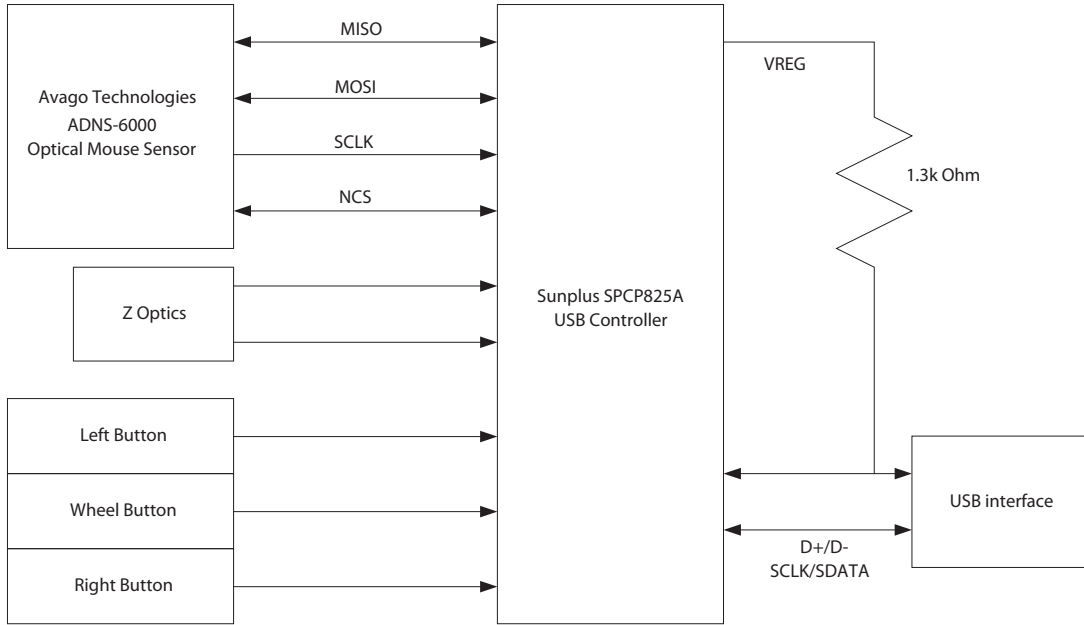 Avago Technologies
ADNS-6000
Optical Mouse Sensor
MISO
MOSI
SCLK
NCS
Z Optics
Left Button
Wheel Button
Right Button
Sunplus SPCP825A
USB Controller
VREG
1.3k Ohm
USB interface
D+/D-
SCLK/SDATA